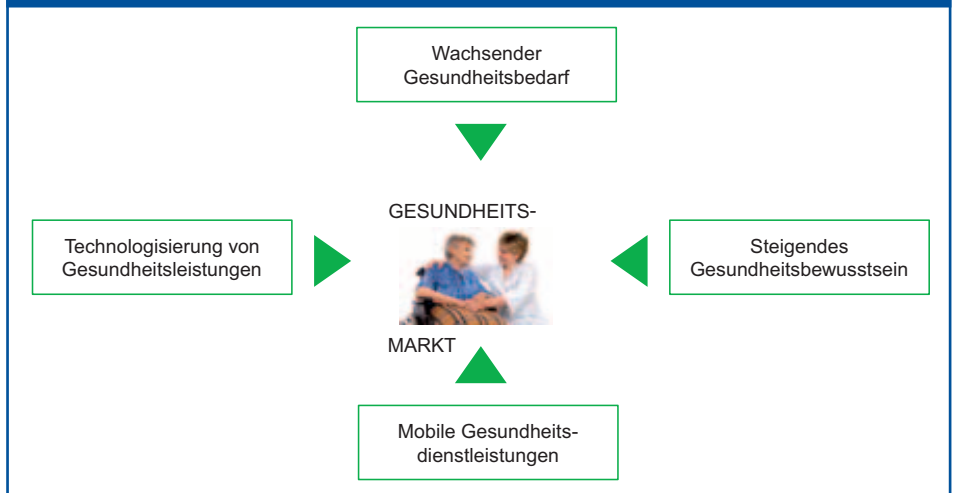 Wachsender
Gesundheitsbedarf
GESUNDHEITS-
Technologisierung von
Gesundheitsleistungen
Steigendes
Gesundheitsbewusstsein
MARKT
Mobile Gesundheits-
dienstleistungen